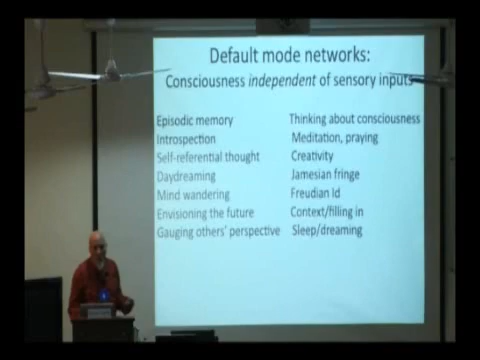 Default mode networks:
Consciousness independent of sensory inputs
Episodic memory
Introspection
Self-referential thought
Daydreaming
Mind wandering
Envisioning the future
Gauging others' perspective
Thinking about consciousness
Meditation, praying
Creativity
Jamesian fringe
Freudian Id
Context/filling in
Sleep/dreaming